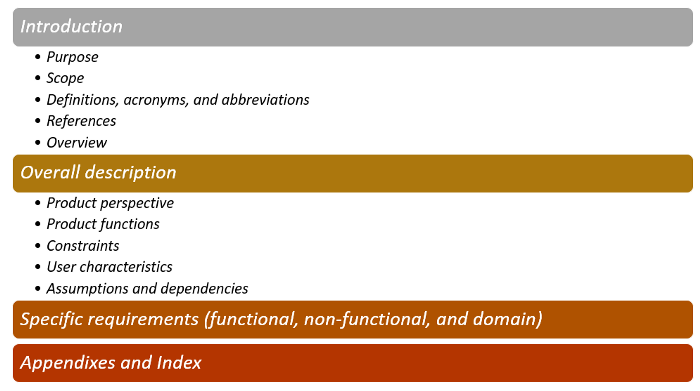 Introduction
• Purpose
• Scope
• Definitions, acronyms, and abbreviations
• References
• Overview
Overall description
• Product perspective
• Product functions
• Constraints
• User characteristics
• Assumptions and dependencies
Specific requirements (functional, non-functional, and domain)
Appendixes and Index